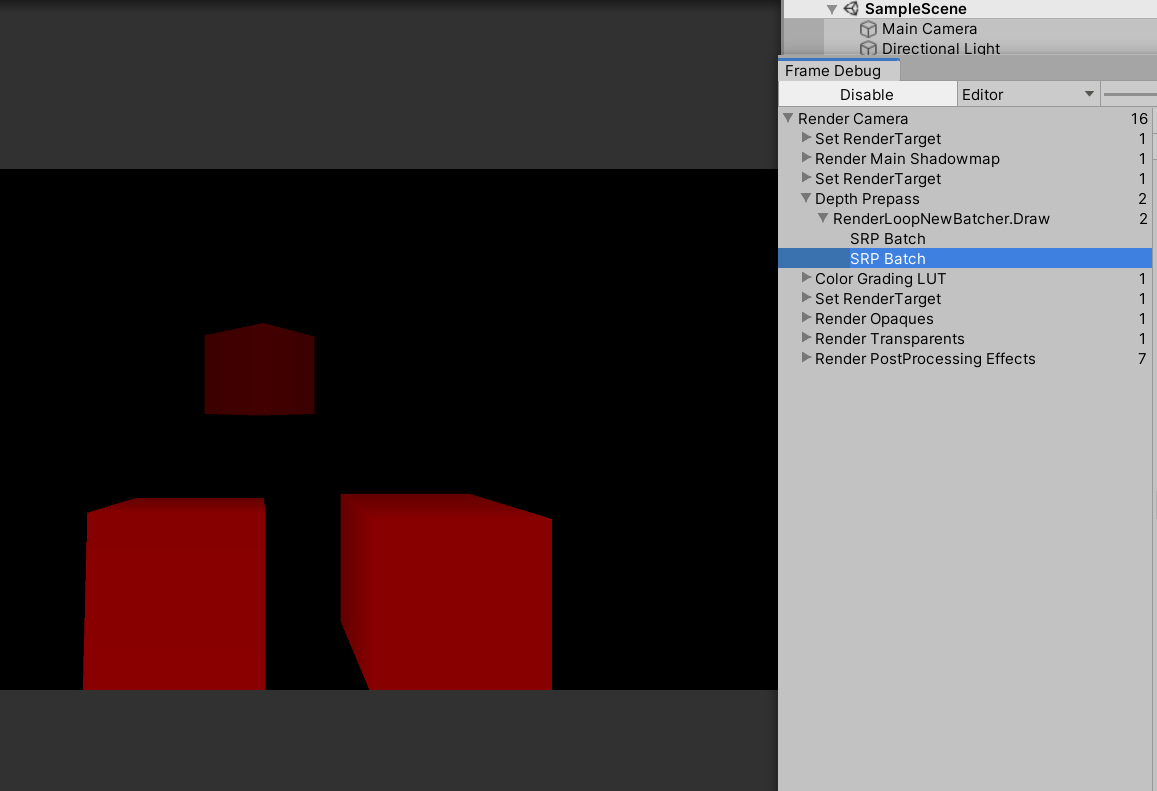 SampleScene
Main Camera
Directional Light
Frame Debug
Disable Editor
Render Camera 16
Set RenderTarget 1
Render Main Shadowmap 1
Set RenderTarget 1
Depth Prepass 2
RenderLoopNewBatcher.Draw 2
SRP Batch
SRP Batch
Color Grading LUT 1
Set RenderTarget 1
Render Opaques 1
Render Transparents 1
Render PostProcessing Effects 7